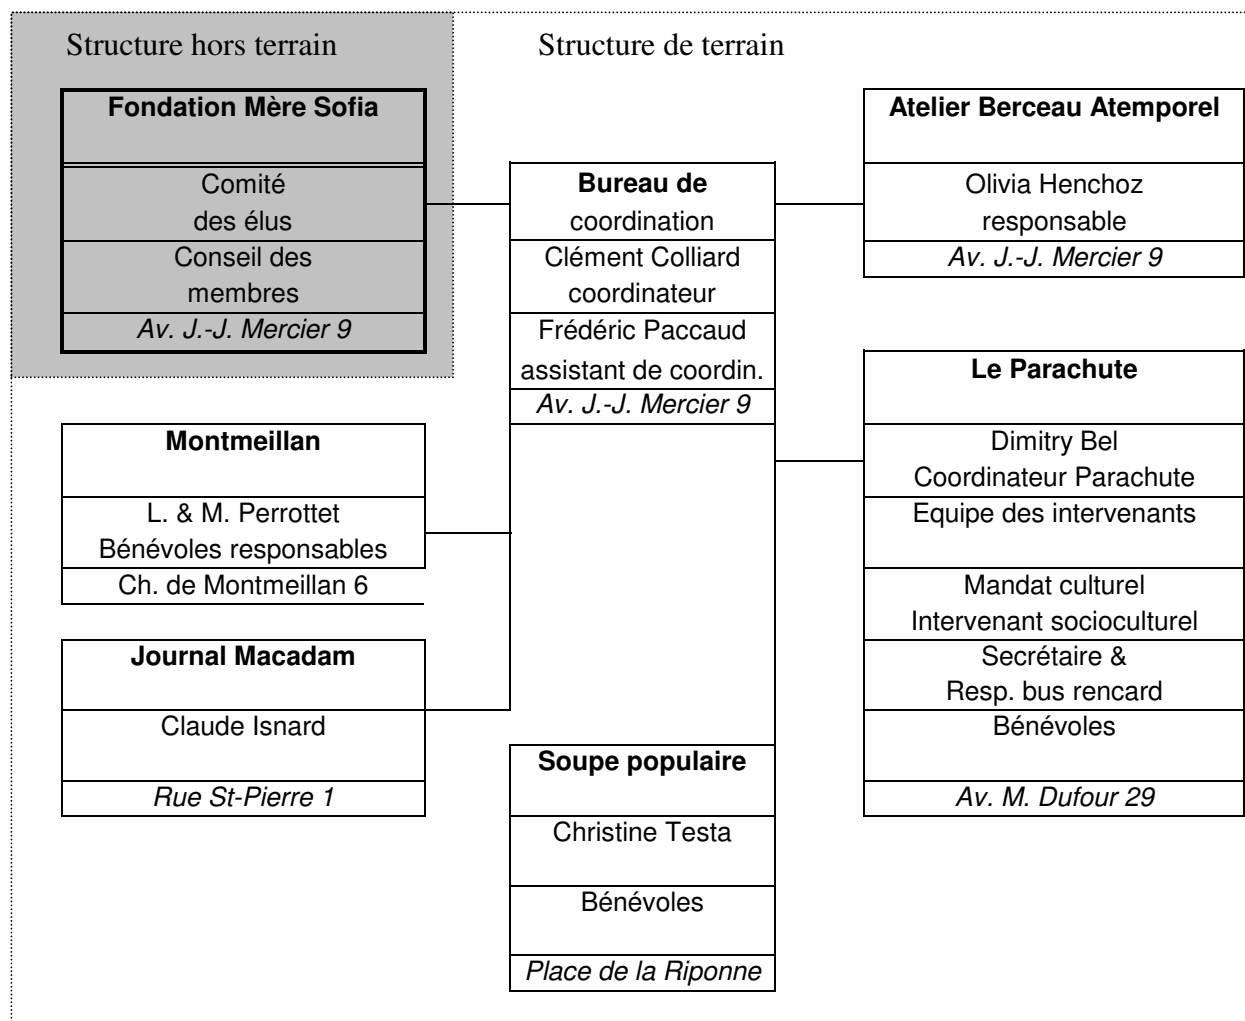 Structure hors terrain
Structure de terrain
Fondation Mère Sofia
Comité
des élus
Conseil des
membres
Av. J.-J. Mercier 9
Bureau de
coordination
Clément Colliard
coordinateur
Frédéric Paccaud
assistant de coordin.
Av. J.-J. Mercier 9
Atelier Berceau Atemporel
Olivia Henchoz
responsable
Av. J.-J. Mercier 9
Montmeillan
L. & M. Perrottet
Bénévoles responsables
Ch. de Montmeillan 6
Le Parachute
Dimitry Bel
Coordinateur Parachute
Equipe des intervenants
Mandat culturel
Intervenant socioculturel
Secrétaire &
Resp. bus rencard
Bénévoles
Av. M. Dufour 29
Journal Macadam
Claude Isnard
Rue St-Pierre 1
Soupe populaire
Christine Testa
Bénévoles
Place de la Riponne